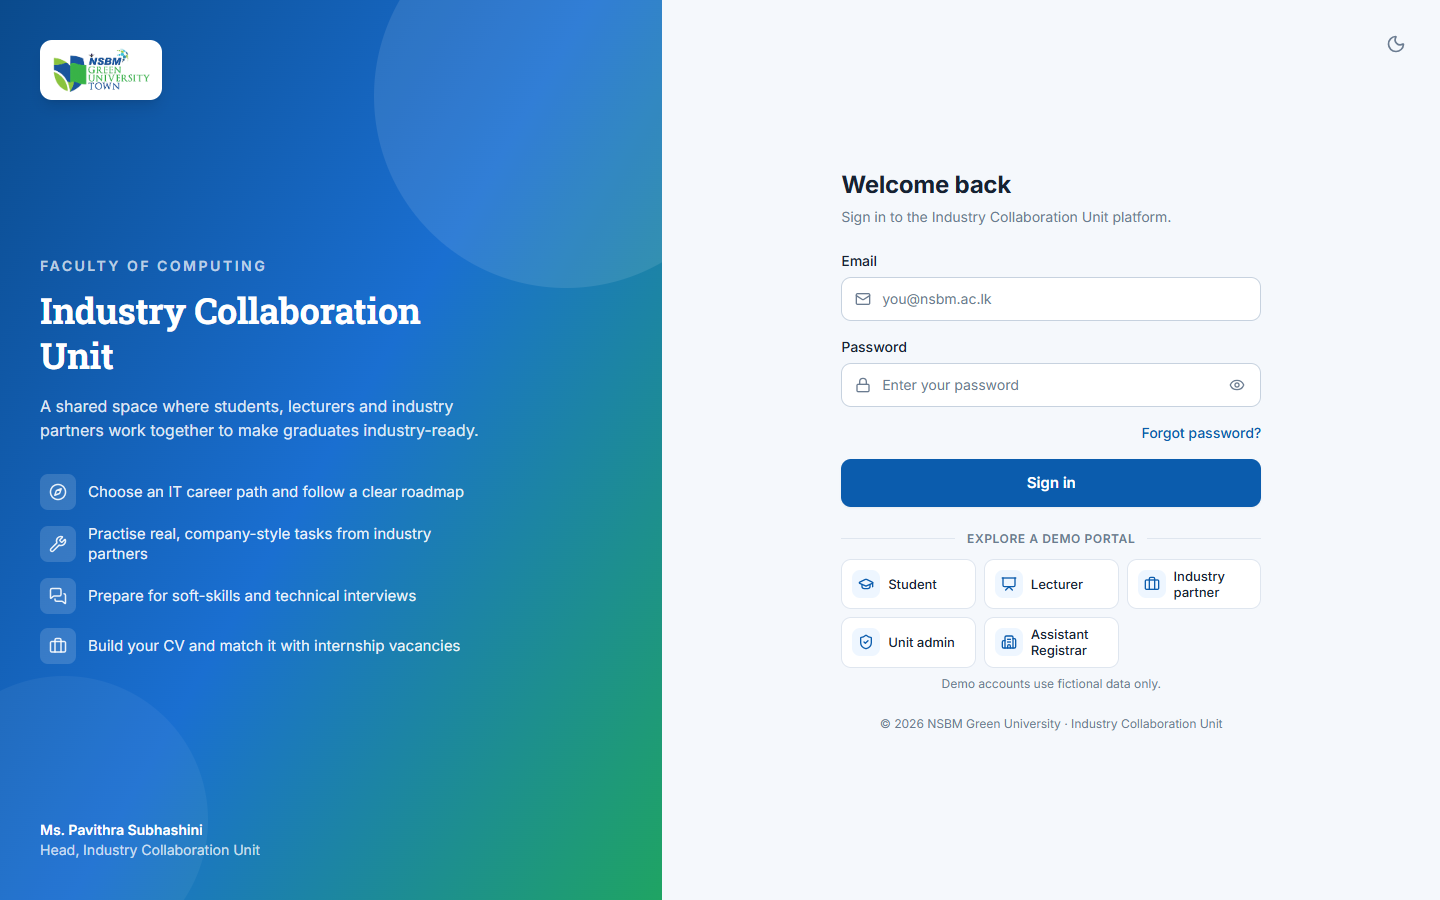 NSBM
GREEN
UNIVERSITY
TOWN
FACULTY OF COMPUTING
Industry Collaboration
Unit
A shared space where students, lecturers and industry
partners work together to make graduates industry-ready.
Choose an IT career path and follow a clear roadmap
Practise real, company-style tasks from industry
partners
Prepare for soft-skills and technical interviews
Build your CV and match it with internship vacancies
Ms. Pavithra Subhashini
Head, Industry Collaboration Unit
Welcome back
Sign in to the Industry Collaboration Unit platform.
Email
you@nsbm.ac.lk
Password
Enter your password
Forgot password?
Sign in
EXPLORE A DEMO PORTAL
Student
Lecturer
Industry
partner
Unit admin
Assistant
Registrar
Demo accounts use fictional data only.
© 2026 NSBM Green University · Industry Collaboration Unit